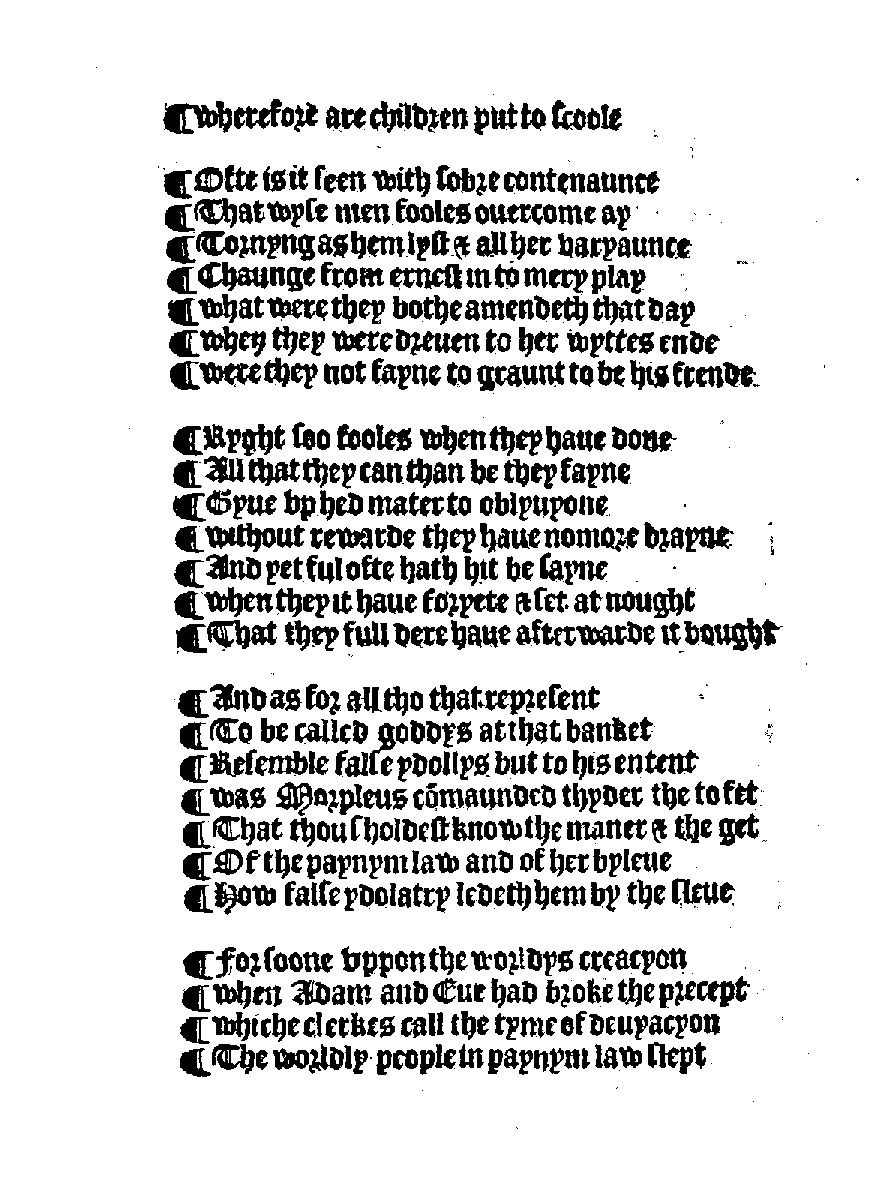 ¶ wherefore are children put to ſcoole
¶ Ofte is it ſeen with ſobre contenaunce
¶ That wyſe men fooles ouercome ay
¶ Tornyng as hem lyſt & all her varyaunce
¶ Chaunge from erneſt in to mery play
¶ what were they bothe amendeth that day
¶ when they were dreuen to her wyttes ende
¶ were they not fayne to graunt to be his frende
¶ Ryght ſoo fooles when they haue done
¶ All that they can than be they fayne
¶ Gyue vp hed mater to oblyuyone
¶ without rewarde they haue nomore brayne
¶ And yet ful ofte hath hit be ſayne
¶ when they it haue foryete & ſet at nought
¶ That they full dere haue afterwarde it bought
¶ And as for all tho that repreſent
¶ To be called goddys at that banket
¶ Reſemble falſe ydollys but to his entent
¶ was Morpleus cõmaunded thyder the to fet
¶ That thou ſholdeſt know the maner & the get
¶ Of the paynym law and of her byleue
¶ How falſe ydolatry ledeth hem by the ſleue
¶ For ſoone vppon the worldys creacyon
¶ when Adam and Eue had broke the precept
¶ whiche clerkes call the tyme of deuyacyon
¶ The worldly people in paynym law ſlept